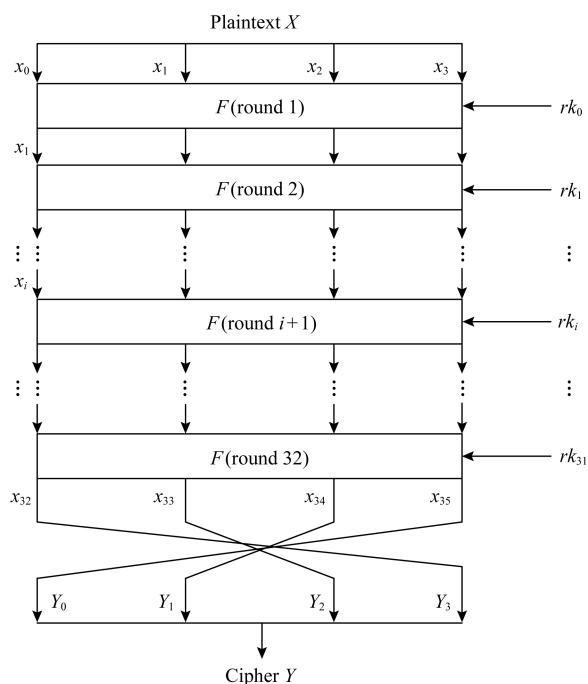 Plaintext X
x₀ x₁ x₂ x₃
F(round 1) rk₀
x₁
F(round 2) rk₁
xᵢ
F(round i+1) rkᵢ
F(round 32) rk₃₁
x₃₂ x₃₃ x₃₄ x₃₅
Y₀ Y₁ Y₂ Y₃
Cipher Y